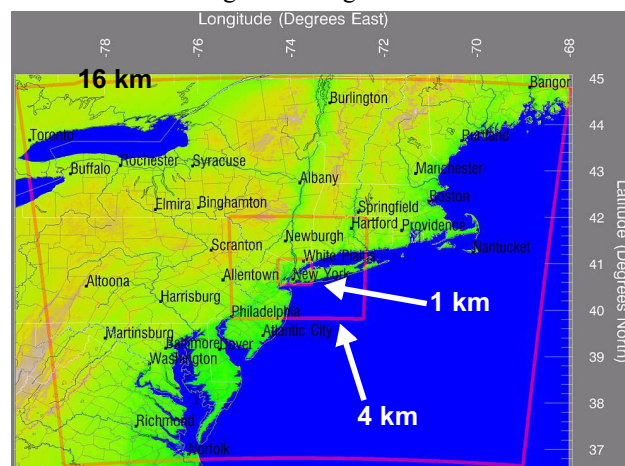 Longitude (Degrees East)
-78 -76 -74 -72 -70 -68
16 km
Bangor 45
Burlington
Toronto Portland 44
Buffalo Rochester Syracuse Manchester 43
Albany
Elmira Binghamton Springfield Boston
Hartford Providence 42
Scranton Newburgh Nantucket
White Plains
Allentown New York 41
Altoona
Harrisburg 1 km
Philadelphia 40
Martinsburg Atlantic City
Baltimore Dover
Washington 39
4 km
Richmond 38
Norfolk 37
Latitude (Degrees North)